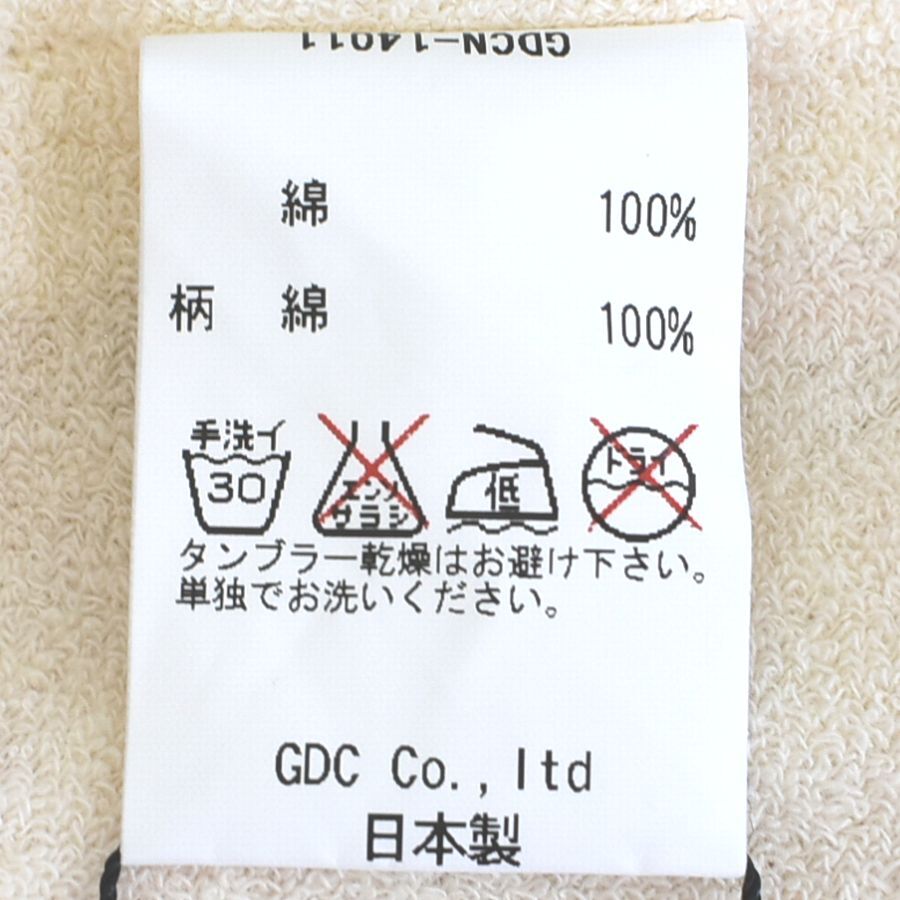 GDCN-14011
綿 100%
柄 綿 100%
手洗イ
30
エンソ
サラシ
低
ドライ
タンブラー乾燥はお避け下さい。
単独でお洗いください。
GDC Co.,ltd
日本製